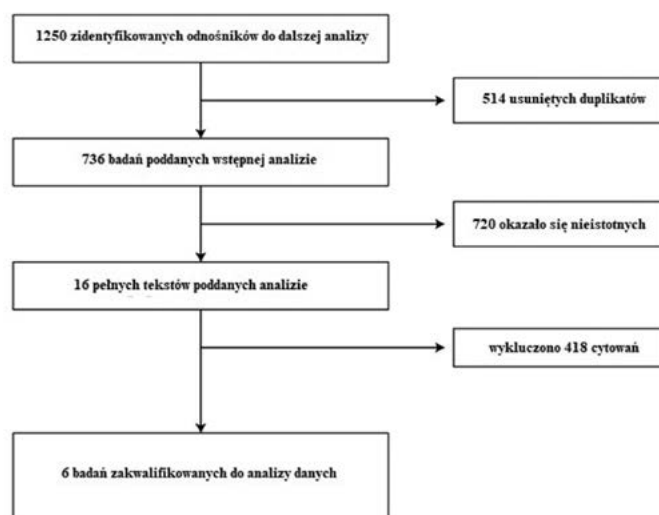 1250 zidentyfikowanych odnośników do dalszej analizy
514 usuniętych duplikatów
736 badań poddanych wstępnej analizie
720 okazało się nieistotnych
16 pełnych tekstów poddanych analizie
wykluczono 418 cytowań
6 badań zakwalifikowanych do analizy danych